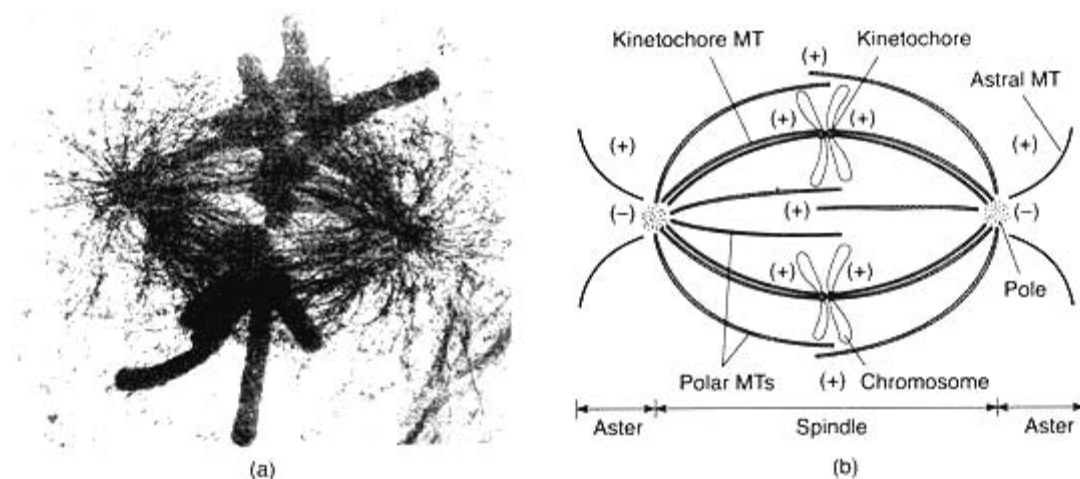 Kinetochore MT
(+)
Kinetochore
Astral MT
(+)
(+)
(+)
(+)
(–)
(+)
(–)
(+)
(+)
Pole
Polar MTs
(+)
Chromosome
Aster
Spindle
Aster
(a)
(b)